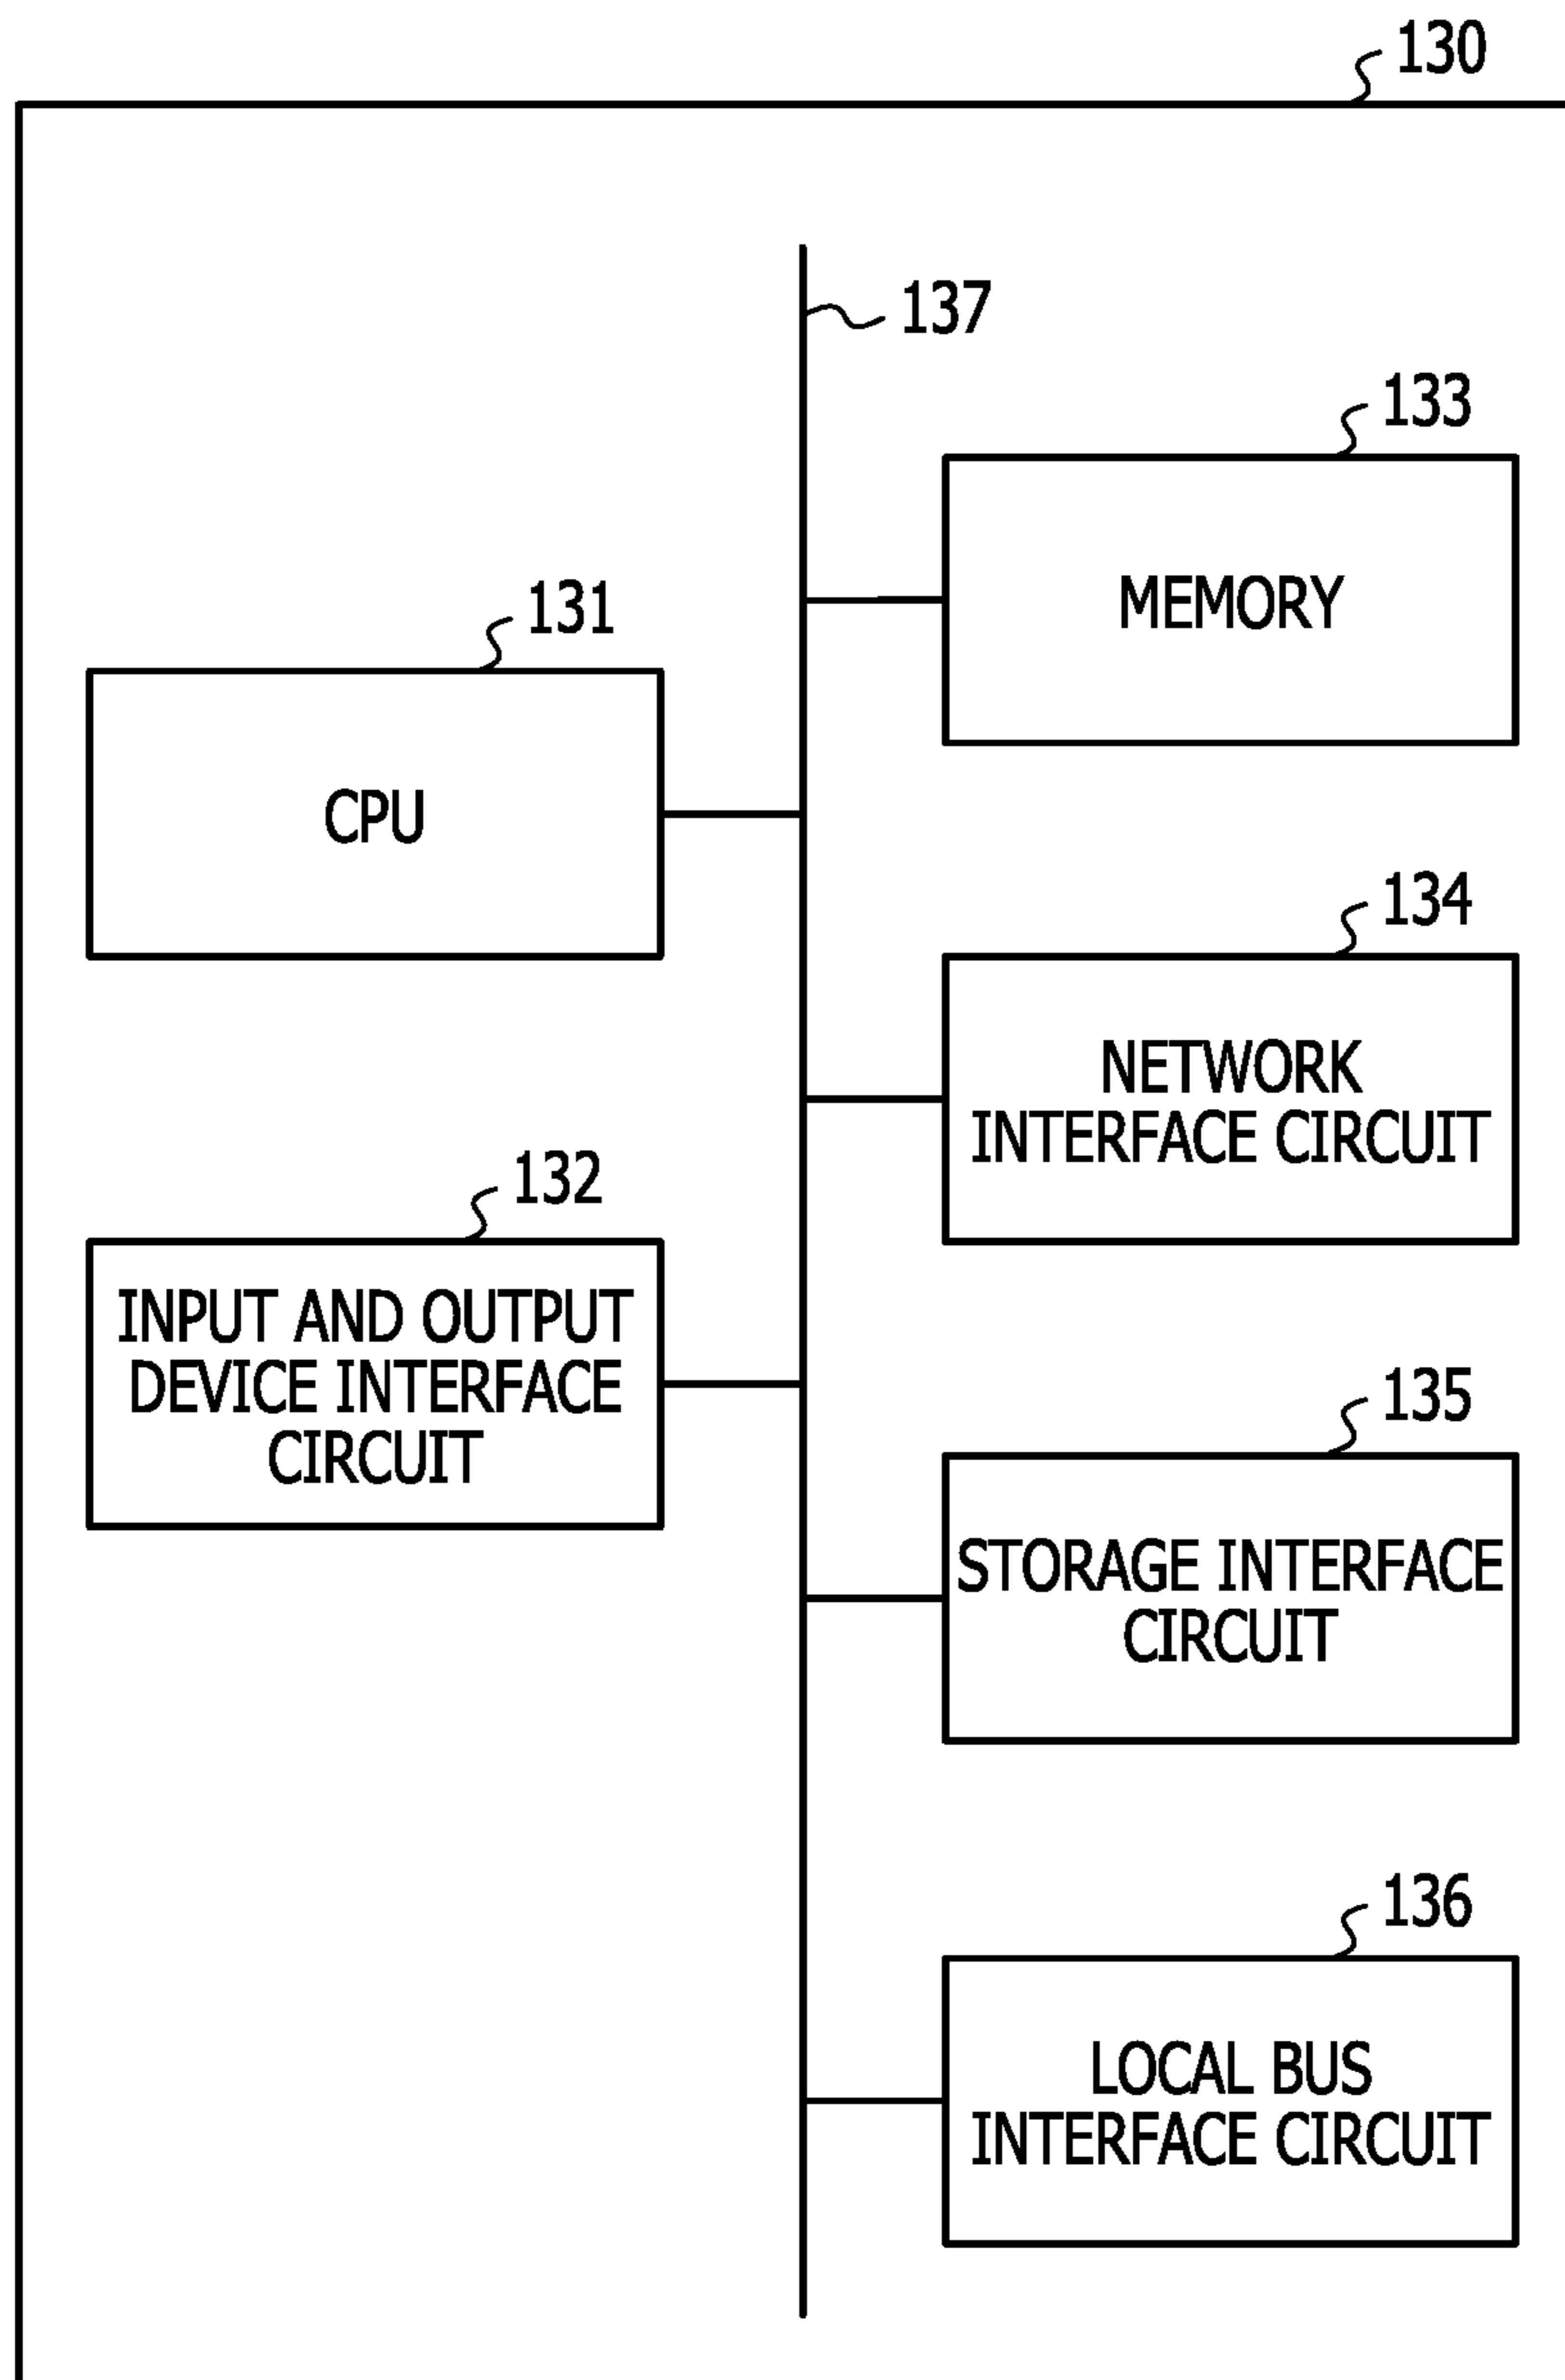 130
137
133
MEMORY
131
CPU
134
NETWORK
INTERFACE CIRCUIT
132
INPUT AND OUTPUT
DEVICE INTERFACE
CIRCUIT
135
STORAGE INTERFACE
CIRCUIT
136
LOCAL BUS
INTERFACE CIRCUIT